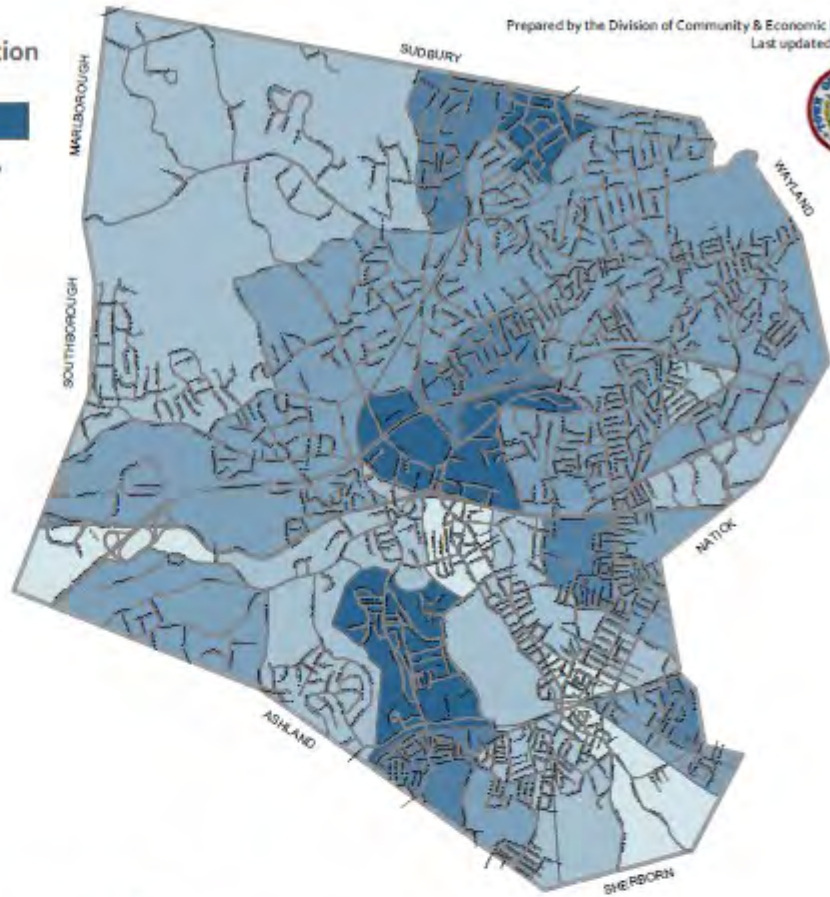 Prepared by the Division of Community & Economic
Last updated
tion
SUDBURY
MARLBOROUGH
WAYLAND
SOUTHBOROUGH
NATICK
ASHLAND
SHERBORN